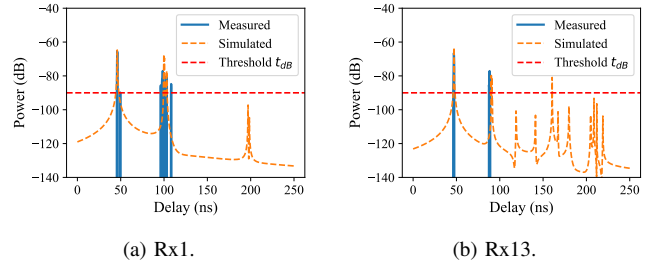 −40
−60
−80
−100
−120
−140
Power (dB)
0
50
100
150
200
250
Delay (ns)
Measured
Simulated
Threshold t_dB
(a) Rx1.
−40
−60
−80
−100
−120
−140
Power (dB)
0
50
100
150
200
250
Delay (ns)
Measured
Simulated
Threshold t_dB
(b) Rx13.